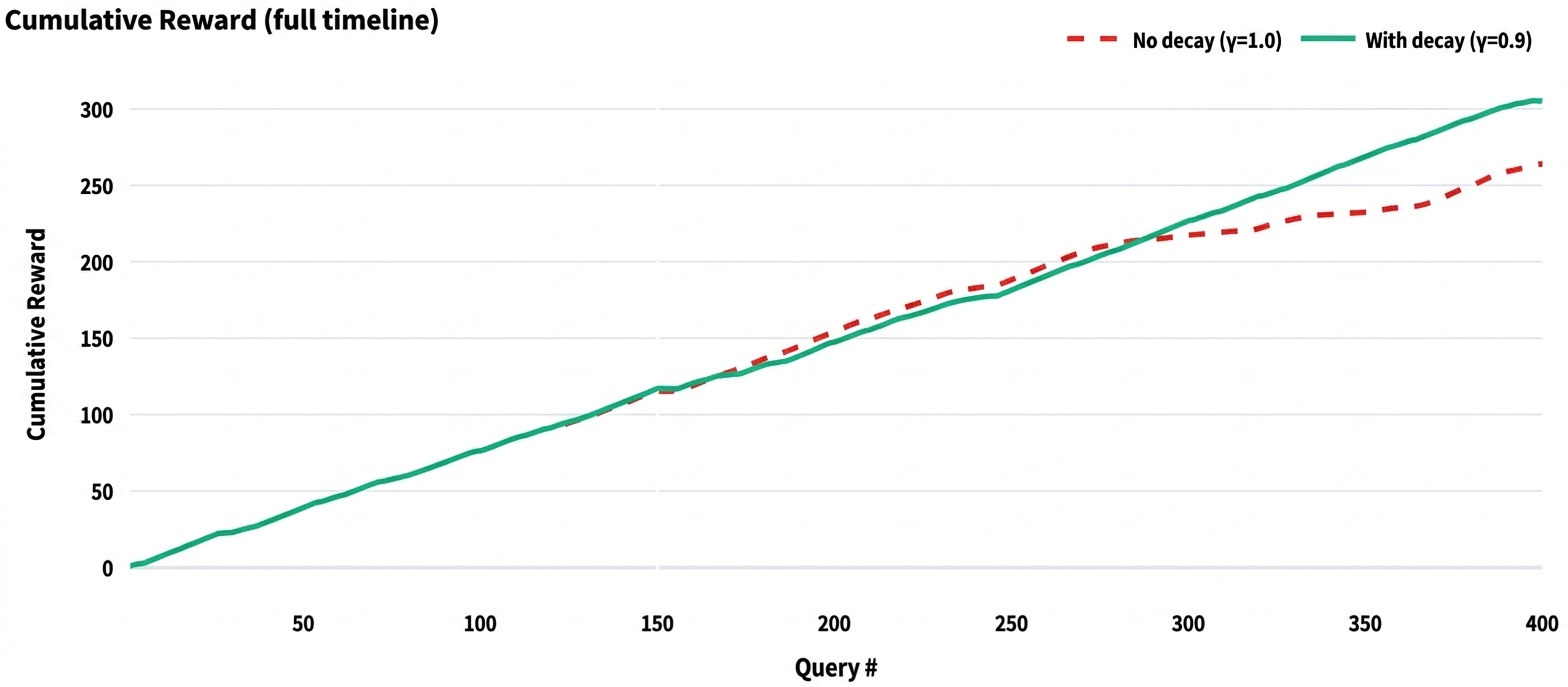 Cumulative Reward (full timeline)
No decay (γ=1.0) With decay (γ=0.9)
300
250
200
150
100
50
0
Cumulative Reward
50 100 150 200 250 300 350 400
Query #